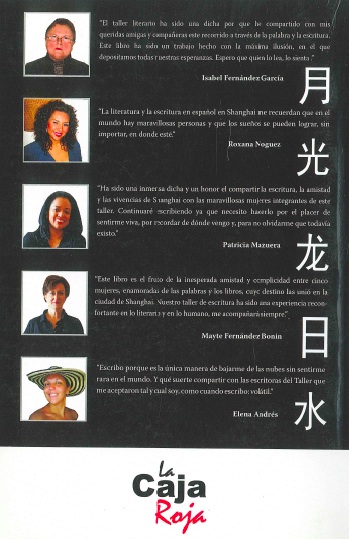 "El taller literario ha sido una dicha por que he compartido con mis
queridas amigas y compañeras este recorrido a través de la palabra y la escritura.
Este libro ha sido un trabajo hecho con la máxima ilusión, en el que
depositamos todas nuestras esperanzas. Espero que quien lo lea, lo sienta."
Isabel Fernández García
"La literatura y la escritura en español en Shanghai me recuerdan que en el
mundo hay maravillosas personas y que los sueños se pueden lograr, sin
importar, en donde esté."
Roxana Noguez
"Ha sido una inmensa dicha y un honor el compartir la escritura, la amistad
y las vivencias de Shanghai con las maravillosas mujeres integrantes de este
taller. Continuaré escribiendo ya que necesito hacerlo por el placer de
sentirme viva, por recordar de dónde vengo y, para no olvidarme que todavía
existo."
Patricia Mazuera
"Este libro es el fruto de la inesperada amistad y complicidad entre cinco
mujeres, enamoradas de las palabras y los libros, cuyo destino las unió en la
ciudad de Shanghai. Nuestro taller de escritura ha sido una experiencia recon-
fortante en lo literario y en lo humano, me acompañará siempre"
Mayte Fernández Bonin
"Escribo porque es la única manera de bajarme de las nubes sin sentirme
rara en el mundo. Y qué suerte compartir con las escritoras del Taller que
me aceptaron tal y cual soy, como cuando escribo: volátil."
Elena Andrés
月
光
龙
日
水
La
Caja
Roja